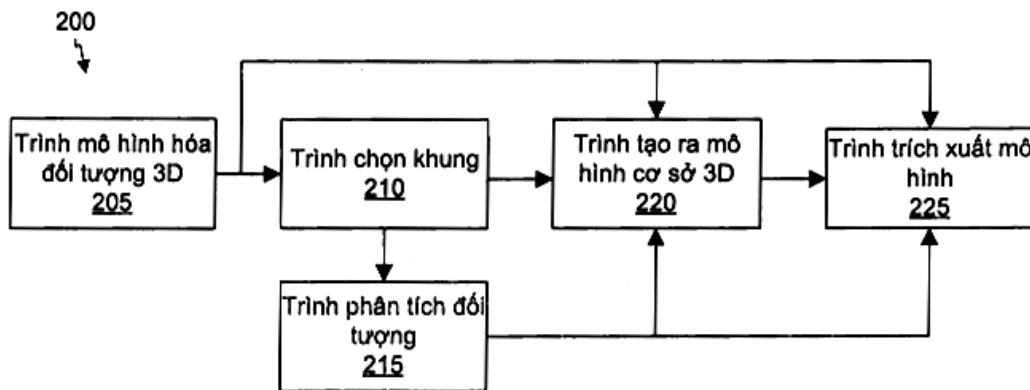 200
Trình mô hình hóa
đối tượng 3D
205
Trình chọn khung
210
Trình tạo ra mô
hình cơ sở 3D
220
Trình trích xuất mô
hình
225
Trình phân tích đối
tượng
215